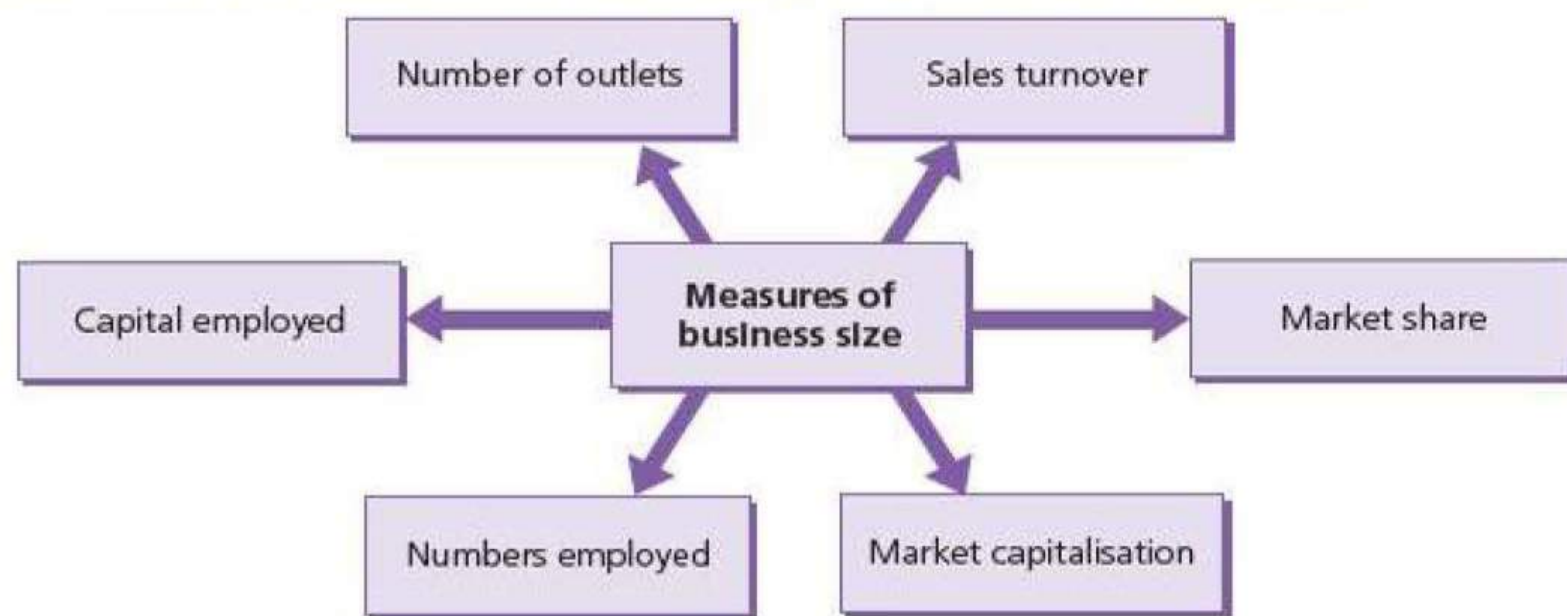 Number of outlets
Sales turnover
Capital employed
Measures of
business size
Market share
Numbers employed
Market capitalisation